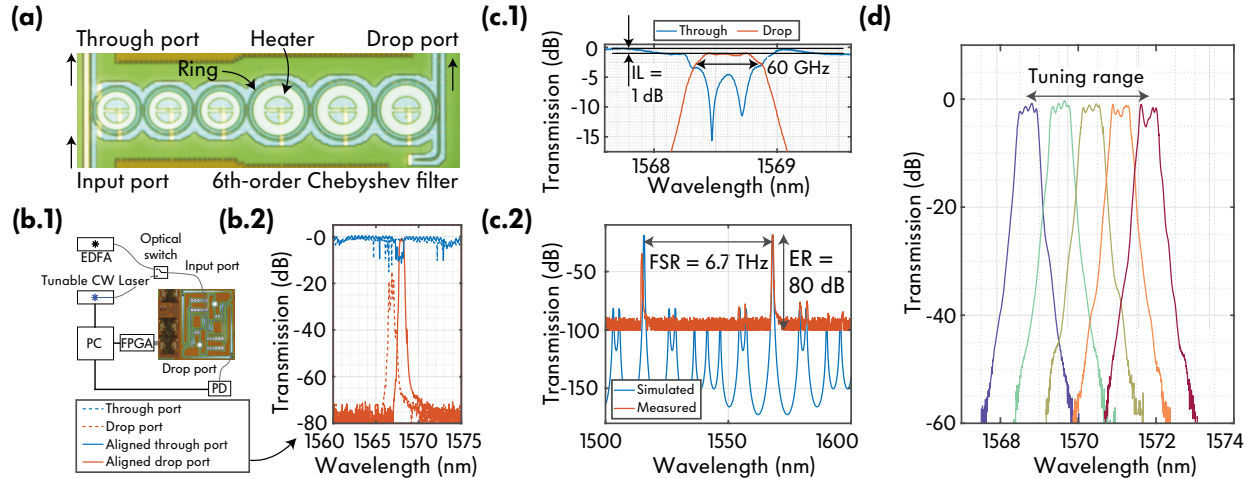 (a)
Through port
Heater
Drop port
Ring
Input port
6th-order Chebyshev filter
(b.1)
EDFA
Optical
switch
Input port
Tunable CW Laser
PC
FPGA
Drop port
PD
Through port
Drop port
Aligned through port
Aligned drop port
(b.2)
Transmission (dB)
-0
-20
-40
-60
-80
1560
1565
1570
1575
Wavelength (nm)
(c.1)
Through
Drop
Transmission (dB)
0
-5
-10
-15
IL =
1 dB
60 GHz
1568
1569
Wavelength (nm)
(c.2)
Transmission (dB)
-50
-100
-150
FSR = 6.7 THz
ER =
80 dB
Simulated
Measured
1500
1550
1600
Wavelength (nm)
(d)
Tuning range
Transmission (dB)
0
-20
-40
-60
1568
1570
1572
1574
Wavelength (nm)